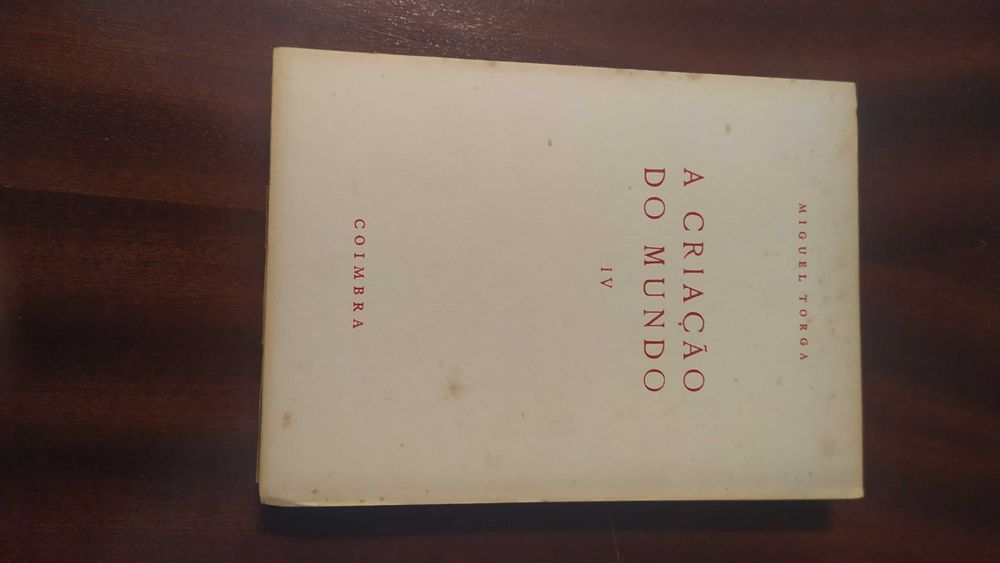 MIGUEL TORGA
A CRIAÇÃO
DO MUNDO
IV
COIMBRA